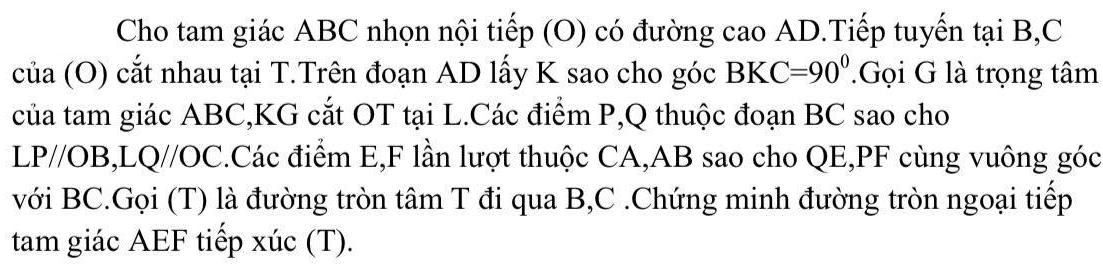 Cho tam giác ABC nhọn nội tiếp (O) có đường cao AD.Tiếp tuyến tại B,C
của (O) cắt nhau tại T.Trên đoạn AD lấy K sao cho góc BKC=90⁰.Gọi G là trọng tâm
của tam giác ABC,KG cắt OT tại L.Các điểm P,Q thuộc đoạn BC sao cho
LP//OB,LQ//OC.Các điểm E,F lần lượt thuộc CA,AB sao cho QE,PF cùng vuông góc
với BC.Gọi (T) là đường tròn tâm T đi qua B,C .Chứng minh đường tròn ngoại tiếp
tam giác AEF tiếp xúc (T).